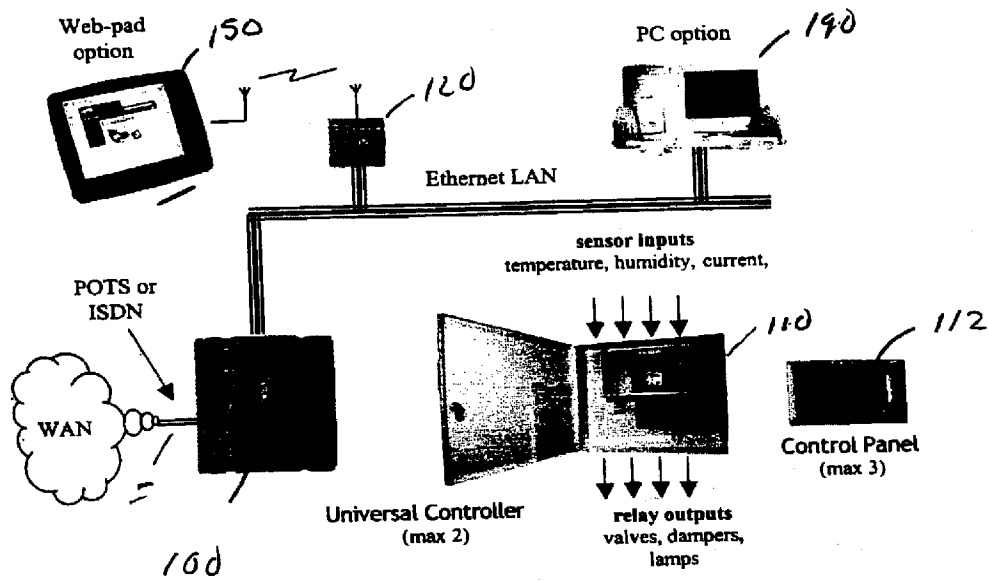 Web-pad
option
150
120
PC option
190
Ethernet LAN
sensor inputs
temperature, humidity, current,
POTS or
ISDN
110
112
WAN
Control Panel
(max 3)
Universal Controller
(max 2)
relay outputs
valves, dampers,
lamps
100